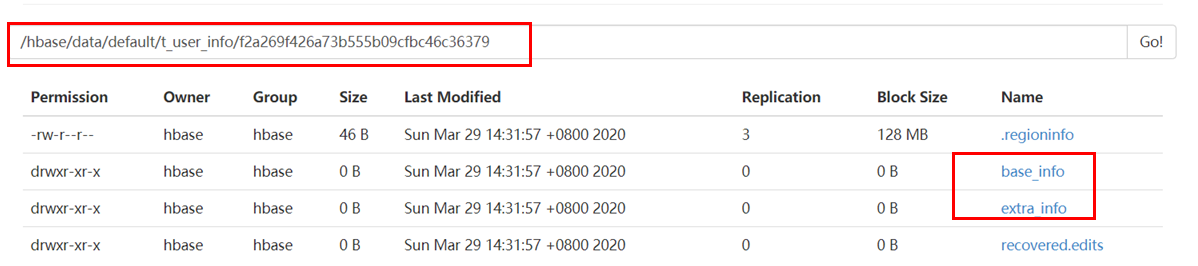 /hbase/data/default/t_user_info/f2a269f426a73b555b09cfbc46c36379 Go!
Permission Owner Group Size Last Modified Replication Block Size Name
-rw-r--r-- hbase hbase 46 B Sun Mar 29 14:31:57 +0800 2020 3 128 MB .regioninfo
drwxr-xr-x hbase hbase 0 B Sun Mar 29 14:31:57 +0800 2020 0 0 B base_info
drwxr-xr-x hbase hbase 0 B Sun Mar 29 14:31:57 +0800 2020 0 0 B extra_info
drwxr-xr-x hbase hbase 0 B Sun Mar 29 14:31:57 +0800 2020 0 0 B recovered.edits